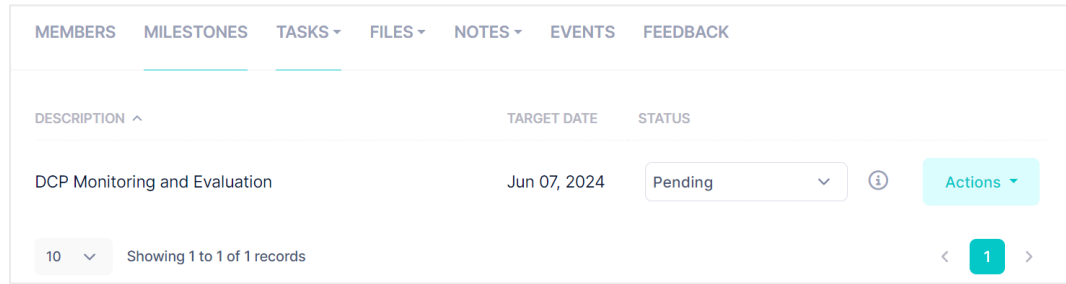 MEMBERS MILESTONES TASKS FILES NOTES EVENTS FEEDBACK
DESCRIPTION TARGET DATE STATUS
DCP Monitoring and Evaluation Jun 07, 2024 Pending Actions
10 Showing 1 to 1 of 1 records 1